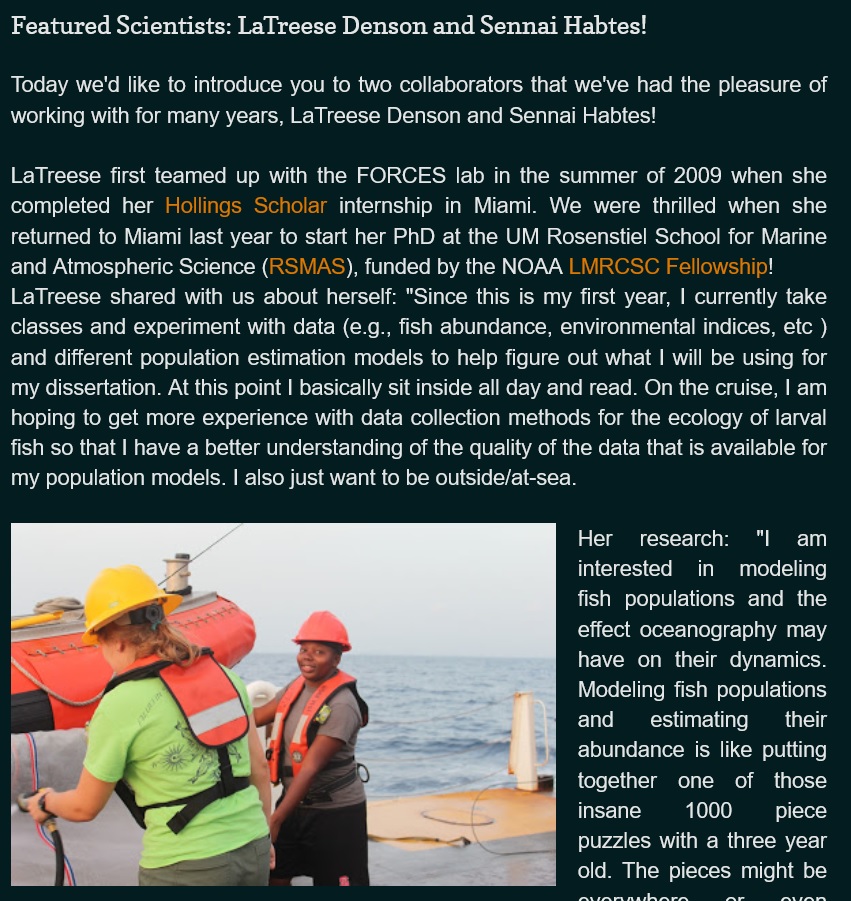 Featured Scientists: LaTreese Denson and Sennai Habtes!
Today we'd like to introduce you to two collaborators that we've had the pleasure of
working with for many years, LaTreese Denson and Sennai Habtes!
LaTreese first teamed up with the FORCES lab in the summer of 2009 when she
completed her Hollings Scholar internship in Miami. We were thrilled when she
returned to Miami last year to start her PhD at the UM Rosenstiel School for Marine
and Atmospheric Science (RSMAS), funded by the NOAA LMRCSC Fellowship!
LaTreese shared with us about herself: "Since this is my first year, I currently take
classes and experiment with data (e.g., fish abundance, environmental indices, etc )
and different population estimation models to help figure out what I will be using for
my dissertation. At this point I basically sit inside all day and read. On the cruise, I am
hoping to get more experience with data collection methods for the ecology of larval
fish so that I have a better understanding of the quality of the data that is available for
my population models. I also just want to be outside/at-sea.
Her research: "I am
interested in modeling
fish populations and the
effect oceanography may
have on their dynamics.
Modeling fish populations
and estimating their
abundance is like putting
together one of those
insane 1000 piece
puzzles with a three year
old. The pieces might be
everywhere or even